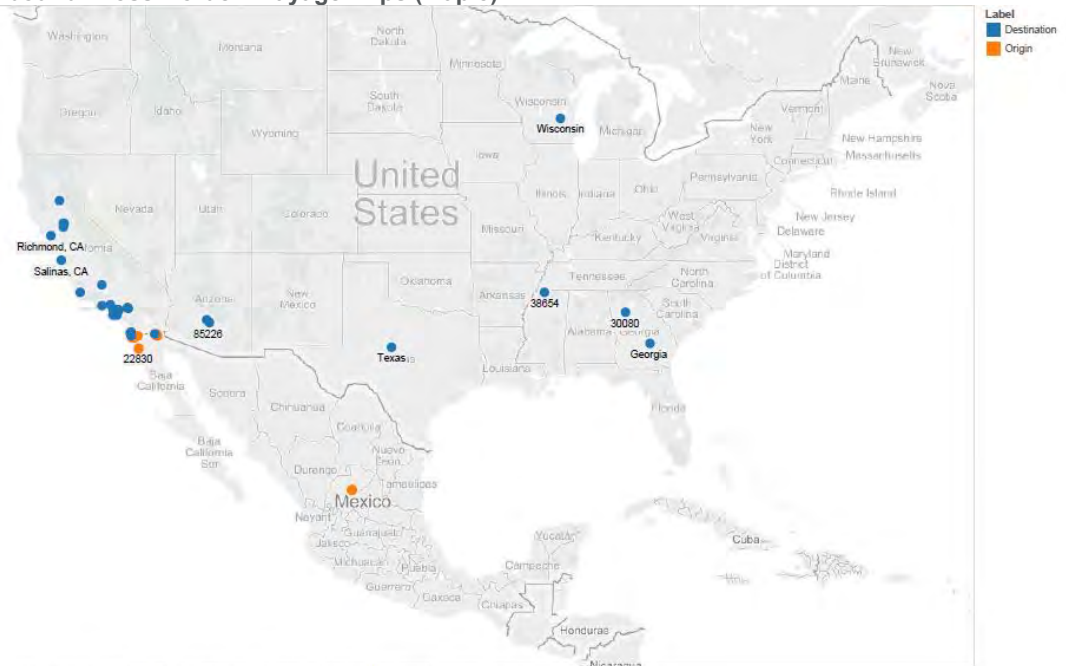 Label
Destination
Origin
Washington
Montana
North
Dakota
Minnesota
South
Dakota
Oregon
Idaho
Wyoming
Wisconsin
Wisconsin
Michigan
Maine
New
Brunswick
Nova
Scotia
Vermont
New
York
New Hampshire
Massachusetts
Connecticut
Rhode Island
Iowa
United
States
Nevada
Utah
Colorado
Illinois
Indiana
Ohio
Pennsylvania
New Jersey
Delaware
Maryland
District
of Columbia
West
Virginia
Virginia
Missouri
Kentucky
Richmond, CA
Salinas, CA
Arizona
New
Mexico
Oklahoma
Arkansas
Tennessee
North
Carolina
South
Carolina
38654
30080
Alabama
Georgia
Georgia
85226
22830
Texas
Louisiana
Florida
Baja
California
Sonora
Chihuahua
Coahuila
Baja
California
Sur
Nuevo
León
Durango
Tamaulipas
Mexico
Nayarit
Guanajuato
Jalisco
Michoacán
Puebla
Guerrero
Oaxaca
Chiapas
Yucatán
Campeche
Cuba
Honduras
Nicaragua